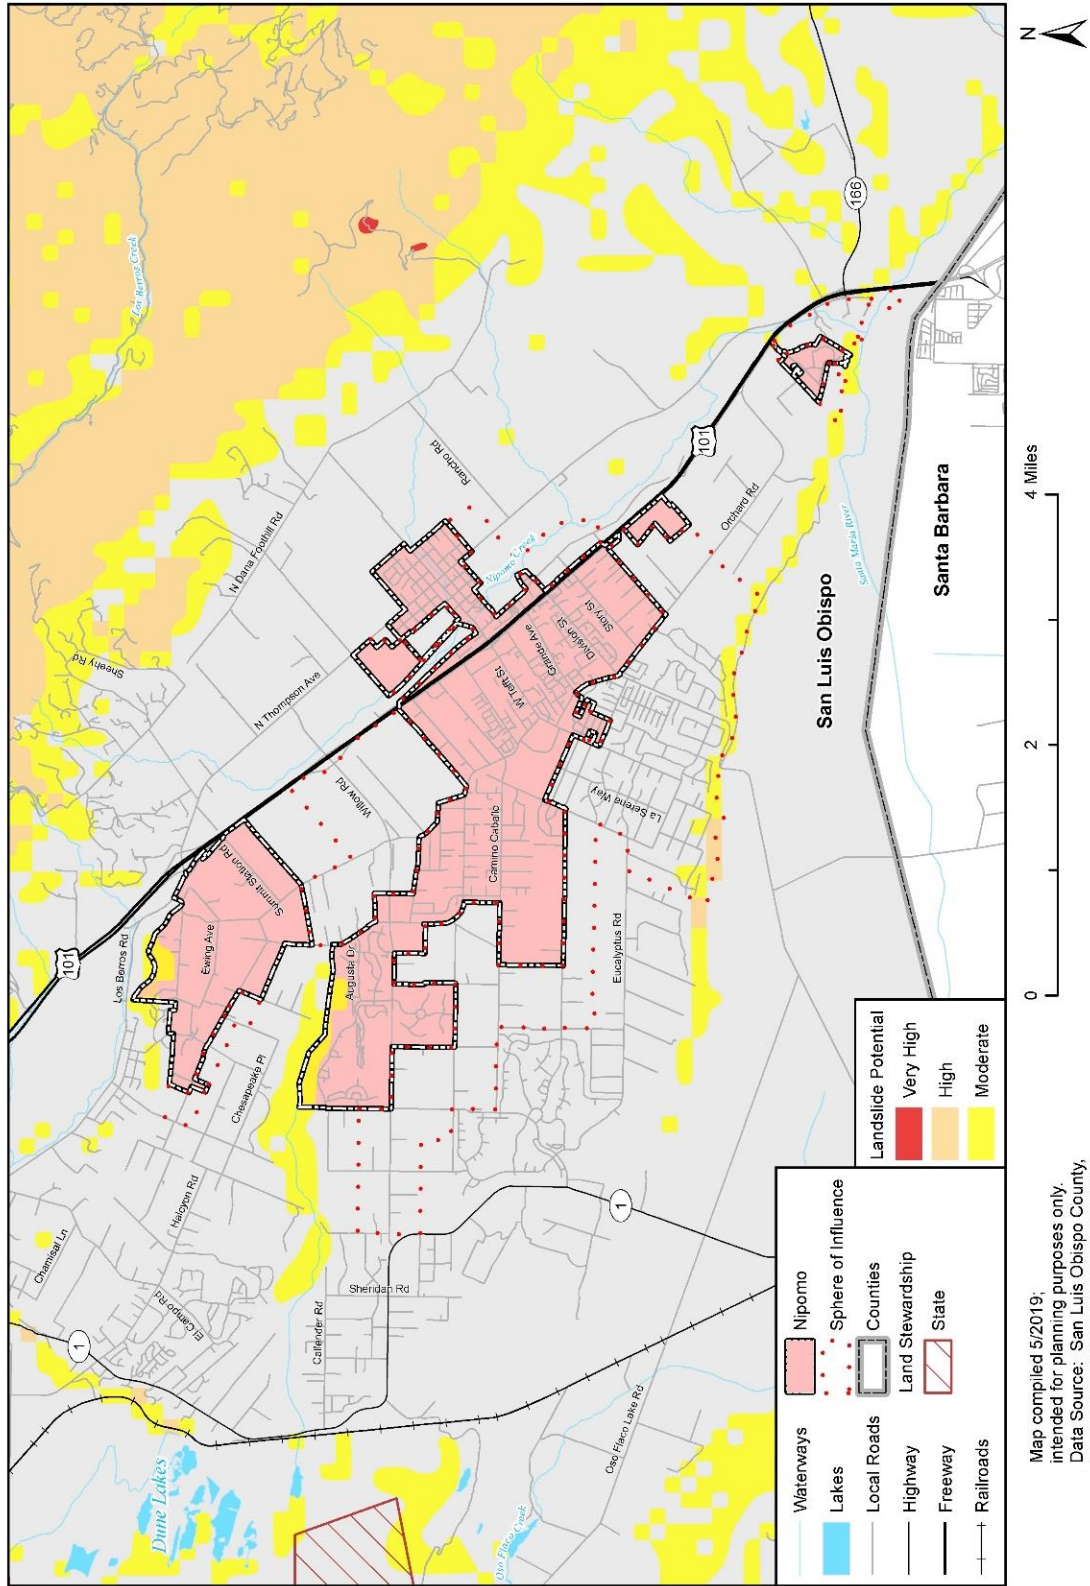 Dune Lakes
Chamisal Ln
El Campo Rd
Halcyon Rd
Chesapeake Pl
Los Berros Rd
101
Ewing Ave
Summit Station Rd
Sheehy Rd
N Dana Foothill Rd
N Thompson Ave
Los Berros Creek
Rancho Rd
1
Callender Rd
Sheridan Rd
Augusta Dr
Willow Rd
Camino Caballo
W Tefft St
Grande Ave
Division St
Story St
Nipomo Creek
101
166
Oso Flaco Creek
Oso Flaco Lake Rd
1
Eucalyptus Rd
La Serena Way
Orchard Rd
Santa Maria River
San Luis Obispo
Santa Barbara
Waterways
Lakes
Local Roads
Highway
Freeway
Railroads
Nipomo
Sphere of Influence
Counties
Land Stewardship
State
Landslide Potential
Very High
High
Moderate
0
2
4 Miles
N
Map compiled 5/2019;
intended for planning purposes only.
Data Source: San Luis Obispo County,